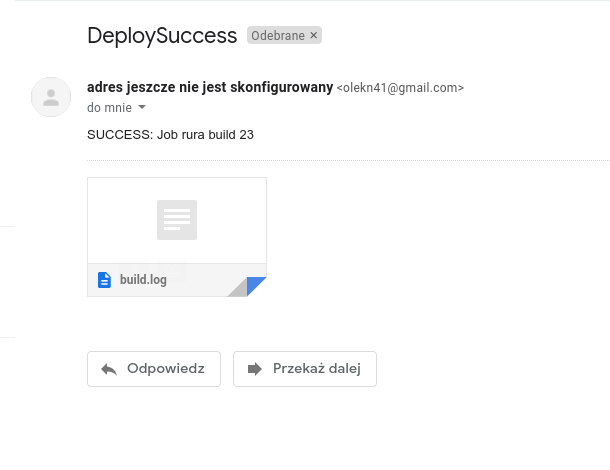 DeploySuccess Odebrane ×
adres jeszcze nie jest skonfigurowany <olekn41@gmail.com>
do mnie
SUCCESS: Job rura build 23
build.log
Odpowiedz Przekaż dalej